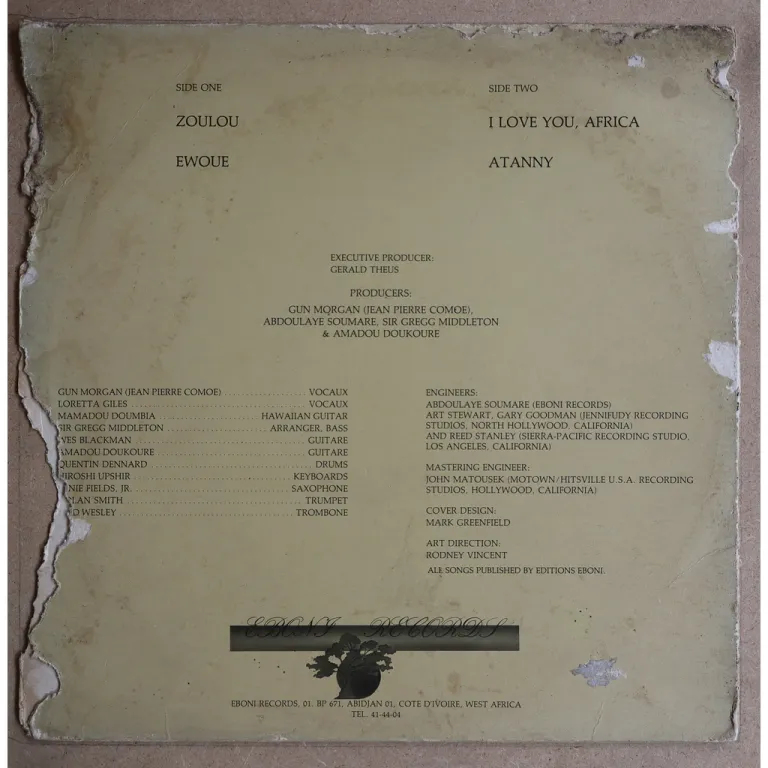 SIDE ONE
ZOULOU
EWOUE
SIDE TWO
I LOVE YOU, AFRICA
ATANNY
EXECUTIVE PRODUCER:
GERALD THEUS
PRODUCERS:
GUN MORGAN (JEAN PIERRE COMOE),
ABDOULAYE SOUMARE, SIR GREGG MIDDLETON
& AMADOU DOUKOURE
GUN MORGAN (JEAN PIERRE COMOE) VOCAUX
LORETTA GILES VOCAUX
MAMADOU DOUMBIA HAWAIIAN GUITAR
SIR GREGG MIDDLETON ARRANGER, BASS
BLACKMAN GUITARE
AMADOU DOUKOURE GUITARE
QUENTIN DENNARD DRUMS
HIROSHI UPSHIR KEYBOARDS
FIELDS, JR. SAXOPHONE
SMITH TRUMPET
WESLEY TROMBONE
ENGINEERS:
ABDOULAYE SOUMARE (EBONI RECORDS)
ART STEWART, GARY GOODMAN (JENNIFUDY RECORDING
STUDIOS, NORTH HOLLYWOOD, CALIFORNIA)
AND REED STANLEY (SIERRA-PACIFIC RECORDING STUDIO,
LOS ANGELES, CALIFORNIA)
MASTERING ENGINEER:
JOHN MATOUSEK (MOTOWN/HITSVILLE U.S.A. RECORDING
STUDIOS, HOLLYWOOD, CALIFORNIA)
COVER DESIGN:
MARK GREENFIELD
ART DIRECTION:
RODNEY VINCENT
ALL SONGS PUBLISHED BY EDITIONS EBONI.
EBONI RECORDS
EBONI RECORDS, 01. BP 671, ABIDJAN 01, COTE D'IVOIRE, WEST AFRICA
TEL. 41-44-04